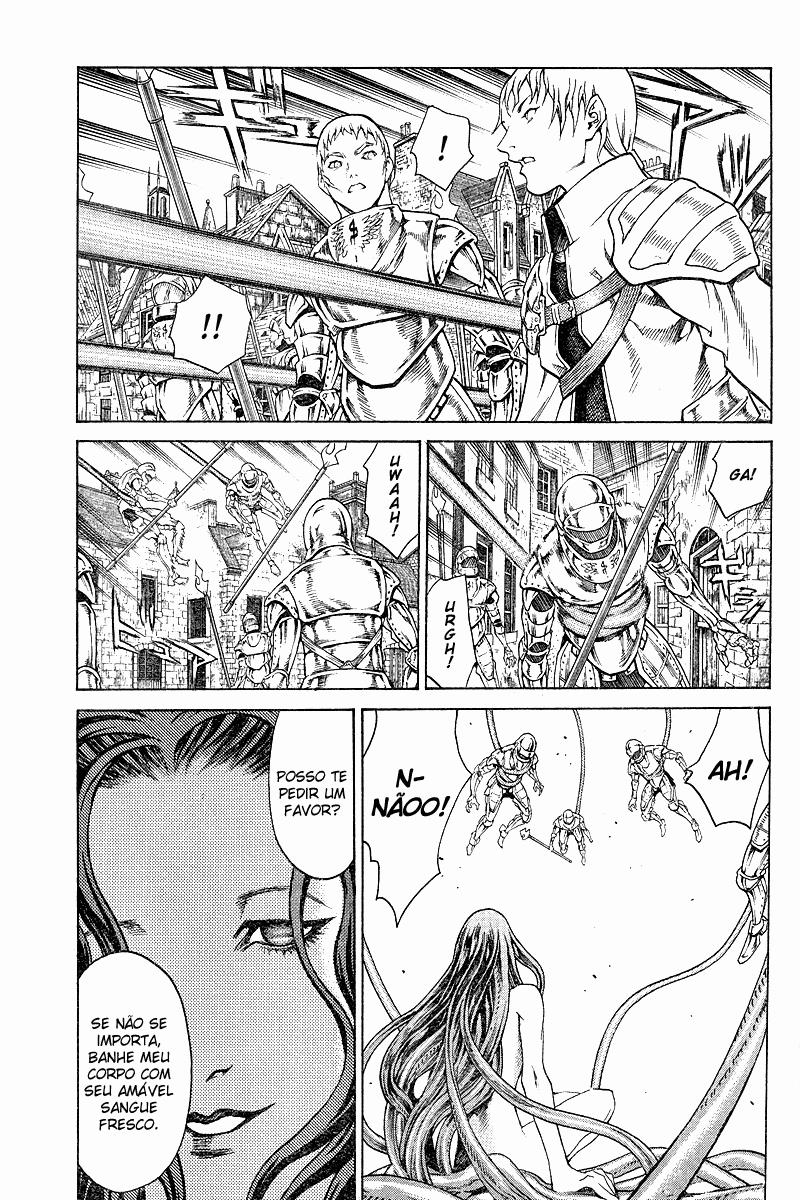 !
!!
GA!
URGH!
UWAAH!
AH!
N-
NÃOO!
POSSO TE
PEDIR UM
FAVOR?
SE NÃO SE
IMPORTA,
BANHE MEU
CORPO COM
SEU AMÁVEL
SANGUE
FRESCO.